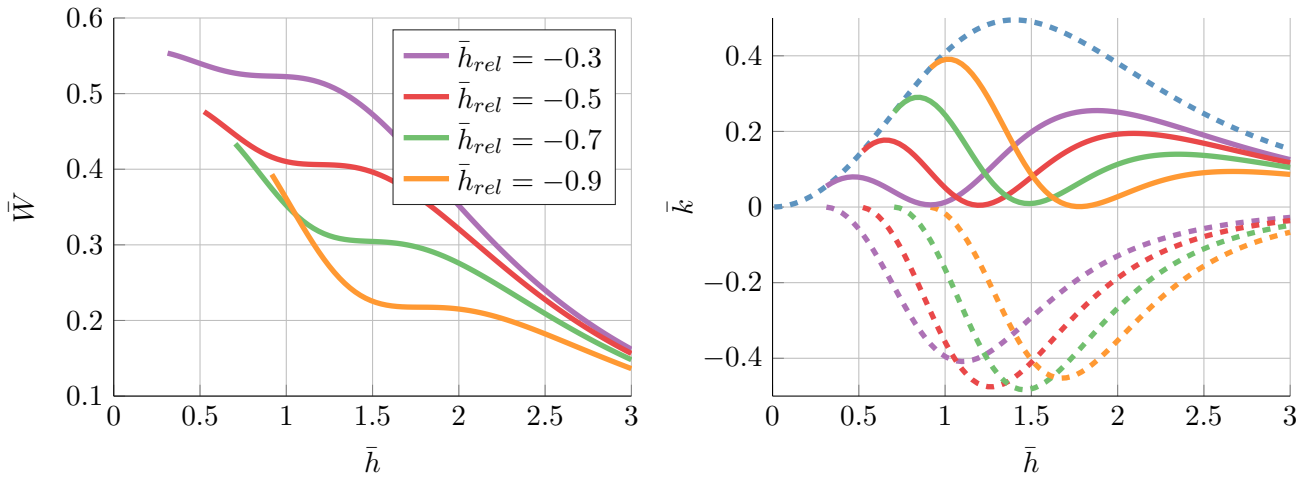 0.6
0.5
0.4
0.3
0.2
0.1
W̄
0 0.5 1 1.5 2 2.5 3
h̄
h̄_rel = −0.3
h̄_rel = −0.5
h̄_rel = −0.7
h̄_rel = −0.9
0.4
0.2
0
−0.2
−0.4
k̄
0 0.5 1 1.5 2 2.5 3
h̄